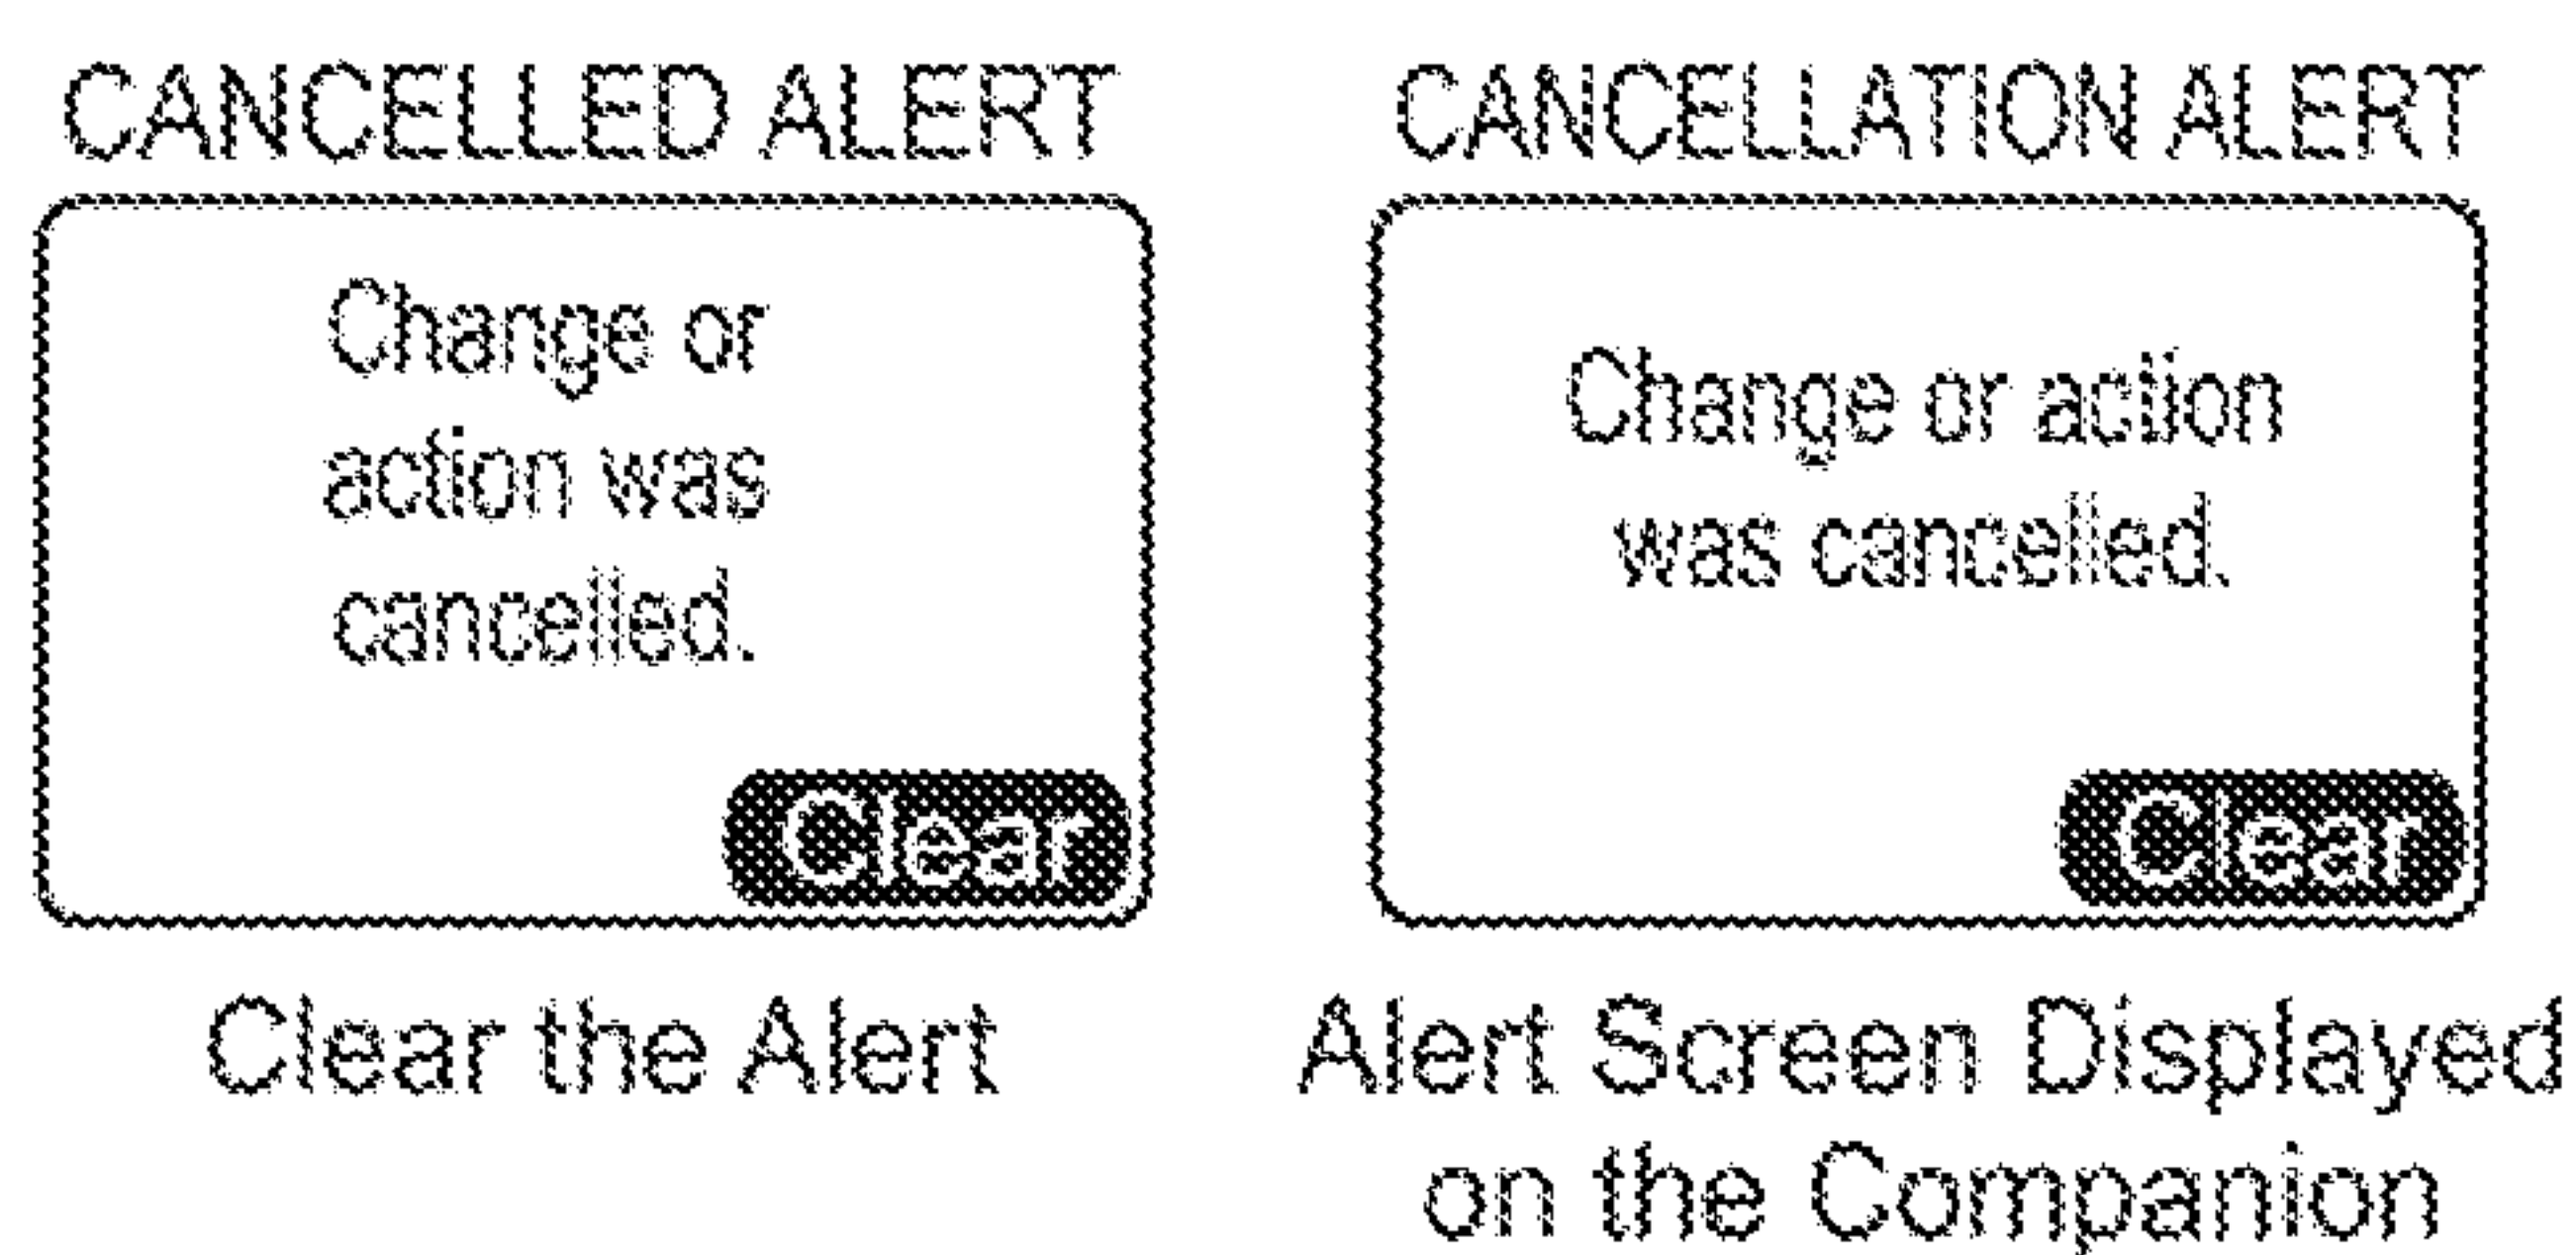 CANCELLED ALERT
Change or
action was
cancelled.
Clear
Clear the Alert
CANCELLATION ALERT
Change or action
was cancelled.
Clear
Alert Screen Displayed
on the Companion